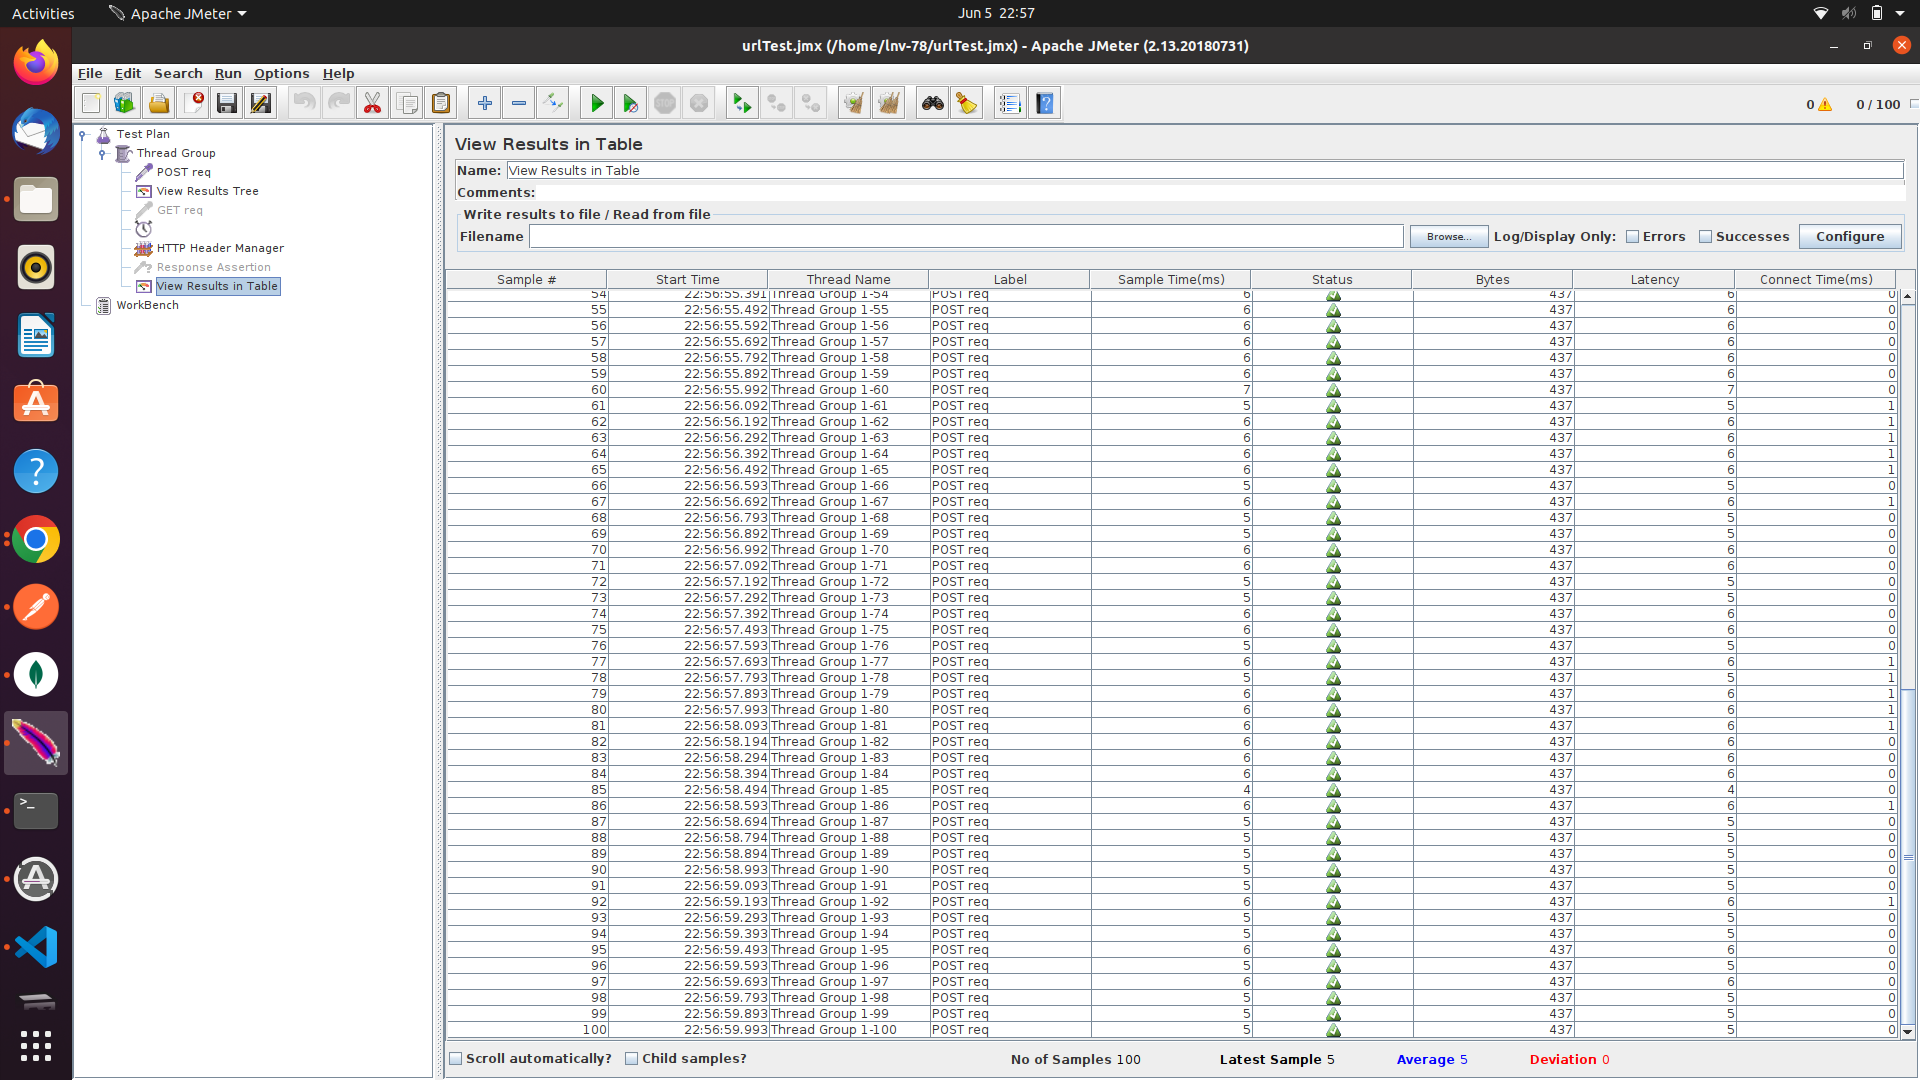 Activities Apache JMeter Jun 5 22:57
urlTest.jmx (/home/lnv-78/urlTest.jmx) - Apache JMeter (2.13.20180731)
File Edit Search Run Options Help
0 0 / 100
Test Plan
Thread Group
POST req
View Results Tree
GET req
HTTP Header Manager
Response Assertion
View Results in Table
WorkBench
View Results in Table
Name: View Results in Table
Comments:
Write results to file / Read from file
Filename Browse... Log/Display Only: Errors Successes Configure
Sample # Start Time Thread Name Label Sample Time(ms) Status Bytes Latency Connect Time(ms)
54 22:56:55.391 Thread Group 1-54 POST req 6 437 6 0
55 22:56:55.492 Thread Group 1-55 POST req 6 437 6 0
56 22:56:55.592 Thread Group 1-56 POST req 6 437 6 0
57 22:56:55.692 Thread Group 1-57 POST req 6 437 6 0
58 22:56:55.792 Thread Group 1-58 POST req 6 437 6 0
59 22:56:55.892 Thread Group 1-59 POST req 6 437 6 0
60 22:56:55.992 Thread Group 1-60 POST req 7 437 7 0
61 22:56:56.092 Thread Group 1-61 POST req 5 437 5 1
62 22:56:56.192 Thread Group 1-62 POST req 6 437 6 1
63 22:56:56.292 Thread Group 1-63 POST req 6 437 6 1
64 22:56:56.392 Thread Group 1-64 POST req 6 437 6 1
65 22:56:56.492 Thread Group 1-65 POST req 6 437 6 1
66 22:56:56.593 Thread Group 1-66 POST req 5 437 5 0
67 22:56:56.692 Thread Group 1-67 POST req 6 437 6 1
68 22:56:56.793 Thread Group 1-68 POST req 5 437 5 0
69 22:56:56.892 Thread Group 1-69 POST req 5 437 5 0
70 22:56:56.992 Thread Group 1-70 POST req 6 437 6 0
71 22:56:57.092 Thread Group 1-71 POST req 6 437 6 0
72 22:56:57.192 Thread Group 1-72 POST req 5 437 5 0
73 22:56:57.292 Thread Group 1-73 POST req 5 437 5 0
74 22:56:57.392 Thread Group 1-74 POST req 6 437 6 0
75 22:56:57.493 Thread Group 1-75 POST req 6 437 6 0
76 22:56:57.593 Thread Group 1-76 POST req 5 437 5 0
77 22:56:57.693 Thread Group 1-77 POST req 6 437 6 1
78 22:56:57.793 Thread Group 1-78 POST req 5 437 5 1
79 22:56:57.893 Thread Group 1-79 POST req 6 437 6 1
80 22:56:57.993 Thread Group 1-80 POST req 6 437 6 1
81 22:56:58.093 Thread Group 1-81 POST req 6 437 6 1
82 22:56:58.194 Thread Group 1-82 POST req 6 437 6 0
83 22:56:58.294 Thread Group 1-83 POST req 6 437 6 0
84 22:56:58.394 Thread Group 1-84 POST req 6 437 6 0
85 22:56:58.494 Thread Group 1-85 POST req 4 437 4 0
86 22:56:58.593 Thread Group 1-86 POST req 6 437 6 1
87 22:56:58.694 Thread Group 1-87 POST req 5 437 5 0
88 22:56:58.794 Thread Group 1-88 POST req 5 437 5 0
89 22:56:58.894 Thread Group 1-89 POST req 5 437 5 0
90 22:56:58.993 Thread Group 1-90 POST req 5 437 5 0
91 22:56:59.093 Thread Group 1-91 POST req 5 437 5 0
92 22:56:59.193 Thread Group 1-92 POST req 6 437 6 1
93 22:56:59.293 Thread Group 1-93 POST req 5 437 5 0
94 22:56:59.393 Thread Group 1-94 POST req 5 437 5 0
95 22:56:59.493 Thread Group 1-95 POST req 6 437 6 0
96 22:56:59.593 Thread Group 1-96 POST req 5 437 5 0
97 22:56:59.693 Thread Group 1-97 POST req 6 437 6 0
98 22:56:59.793 Thread Group 1-98 POST req 5 437 5 0
99 22:56:59.893 Thread Group 1-99 POST req 5 437 5 0
100 22:56:59.993 Thread Group 1-100 POST req 5 437 5 0
Scroll automatically? Child samples? No of Samples 100 Latest Sample 5 Average 5 Deviation 0